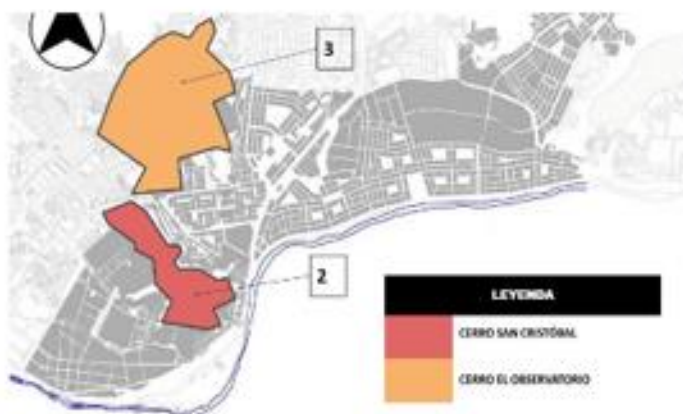 3
2
LEYENDA
CERRO SAN CRISTÓBAL
CERRO EL OBSERVATORIO